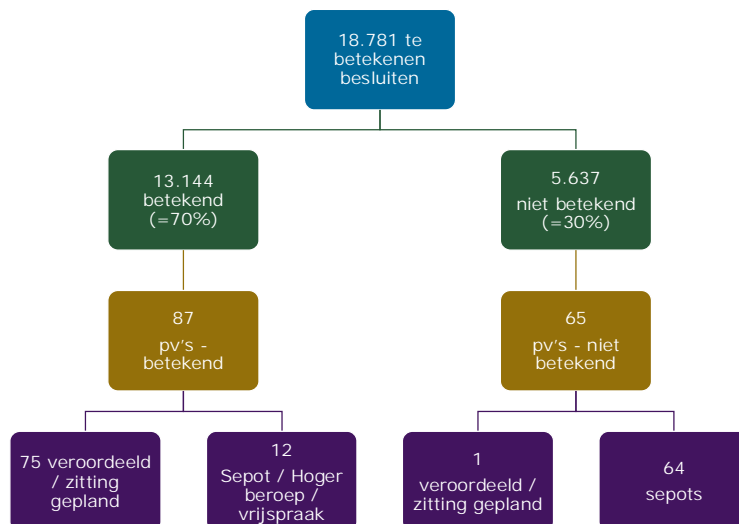 18.781 te
betekenen
besluiten
13.144
betekend
(=70%)
5.637
niet betekend
(=30%)
87
pv's -
betekend
65
pv's - niet
betekend
75 veroordeeld
/ zitting
gepland
12
Sepot / Hoger
beroep /
vrijspraak
1
veroordeeld /
zitting gepland
64
sepots